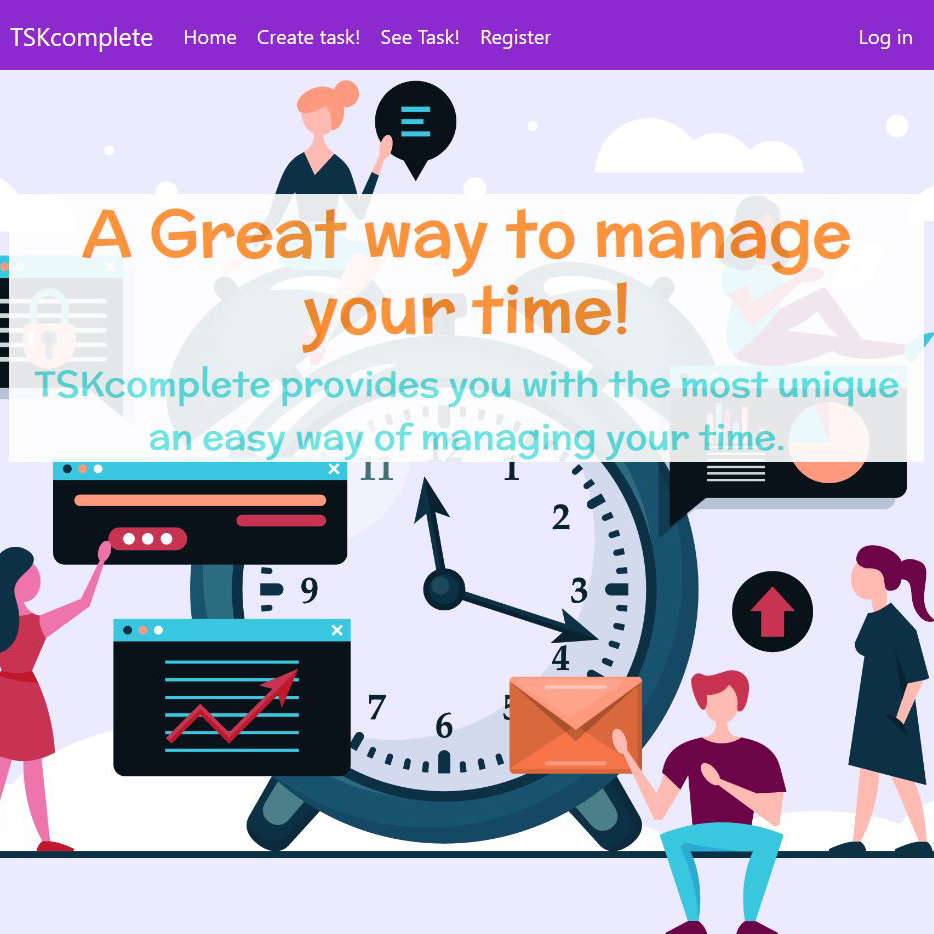 TSKcomplete Home Create task! See Task! Register Log in
A Great way to manage
your time!
TSKcomplete provides you with the most unique
an easy way of managing your time.
11 12 1
2
9 3
4
7 5
6